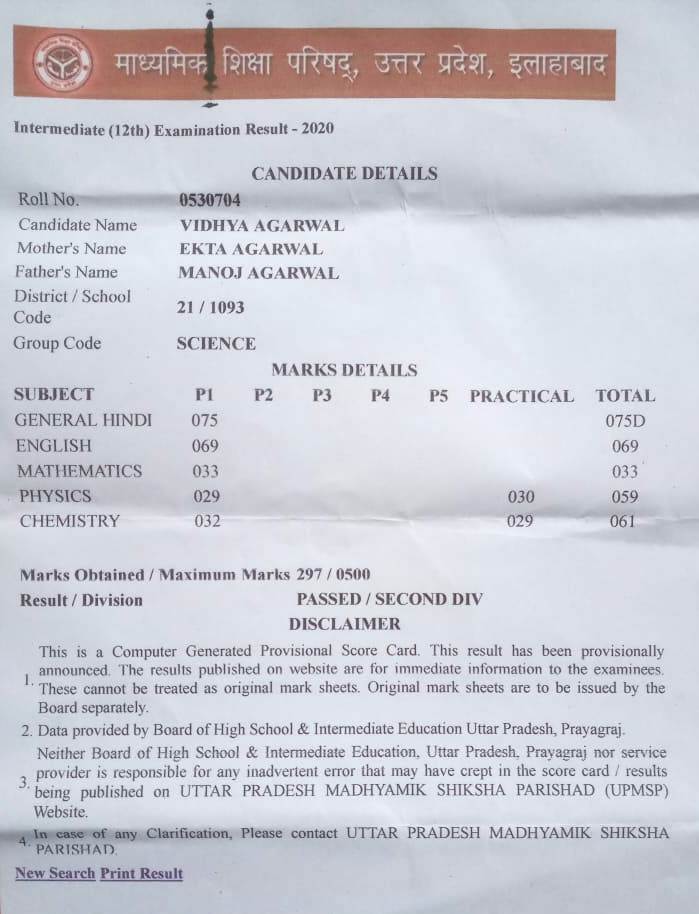 माध्यमिक शिक्षा परिषद्, उत्तर प्रदेश, इलाहाबाद
Intermediate (12th) Examination Result - 2020
CANDIDATE DETAILS
Roll No. 0530704
Candidate Name VIDHYA AGARWAL
Mother's Name EKTA AGARWAL
Father's Name MANOJ AGARWAL
District / School
Code 21 / 1093
Group Code SCIENCE
MARKS DETAILS
SUBJECT P1 P2 P3 P4 P5 PRACTICAL TOTAL
GENERAL HINDI 075 075D
ENGLISH 069 069
MATHEMATICS 033 033
PHYSICS 029 030 059
CHEMISTRY 032 029 061
Marks Obtained / Maximum Marks 297 / 0500
Result / Division PASSED / SECOND DIV
DISCLAIMER
This is a Computer Generated Provisional Score Card. This result has been provisionally
1. announced. The results published on website are for immediate information to the examinees.
These cannot be treated as original mark sheets. Original mark sheets are to be issued by the
Board separately.
2. Data provided by Board of High School & Intermediate Education Uttar Pradesh, Prayagraj.
Neither Board of High School & Intermediate Education, Uttar Pradesh, Prayagraj nor service
3. provider is responsible for any inadvertent error that may have crept in the score card / results
being published on UTTAR PRADESH MADHYAMIK SHIKSHA PARISHAD (UPMSP)
Website.
4. In case of any Clarification, Please contact UTTAR PRADESH MADHYAMIK SHIKSHA
PARISHAD.
New Search Print Result